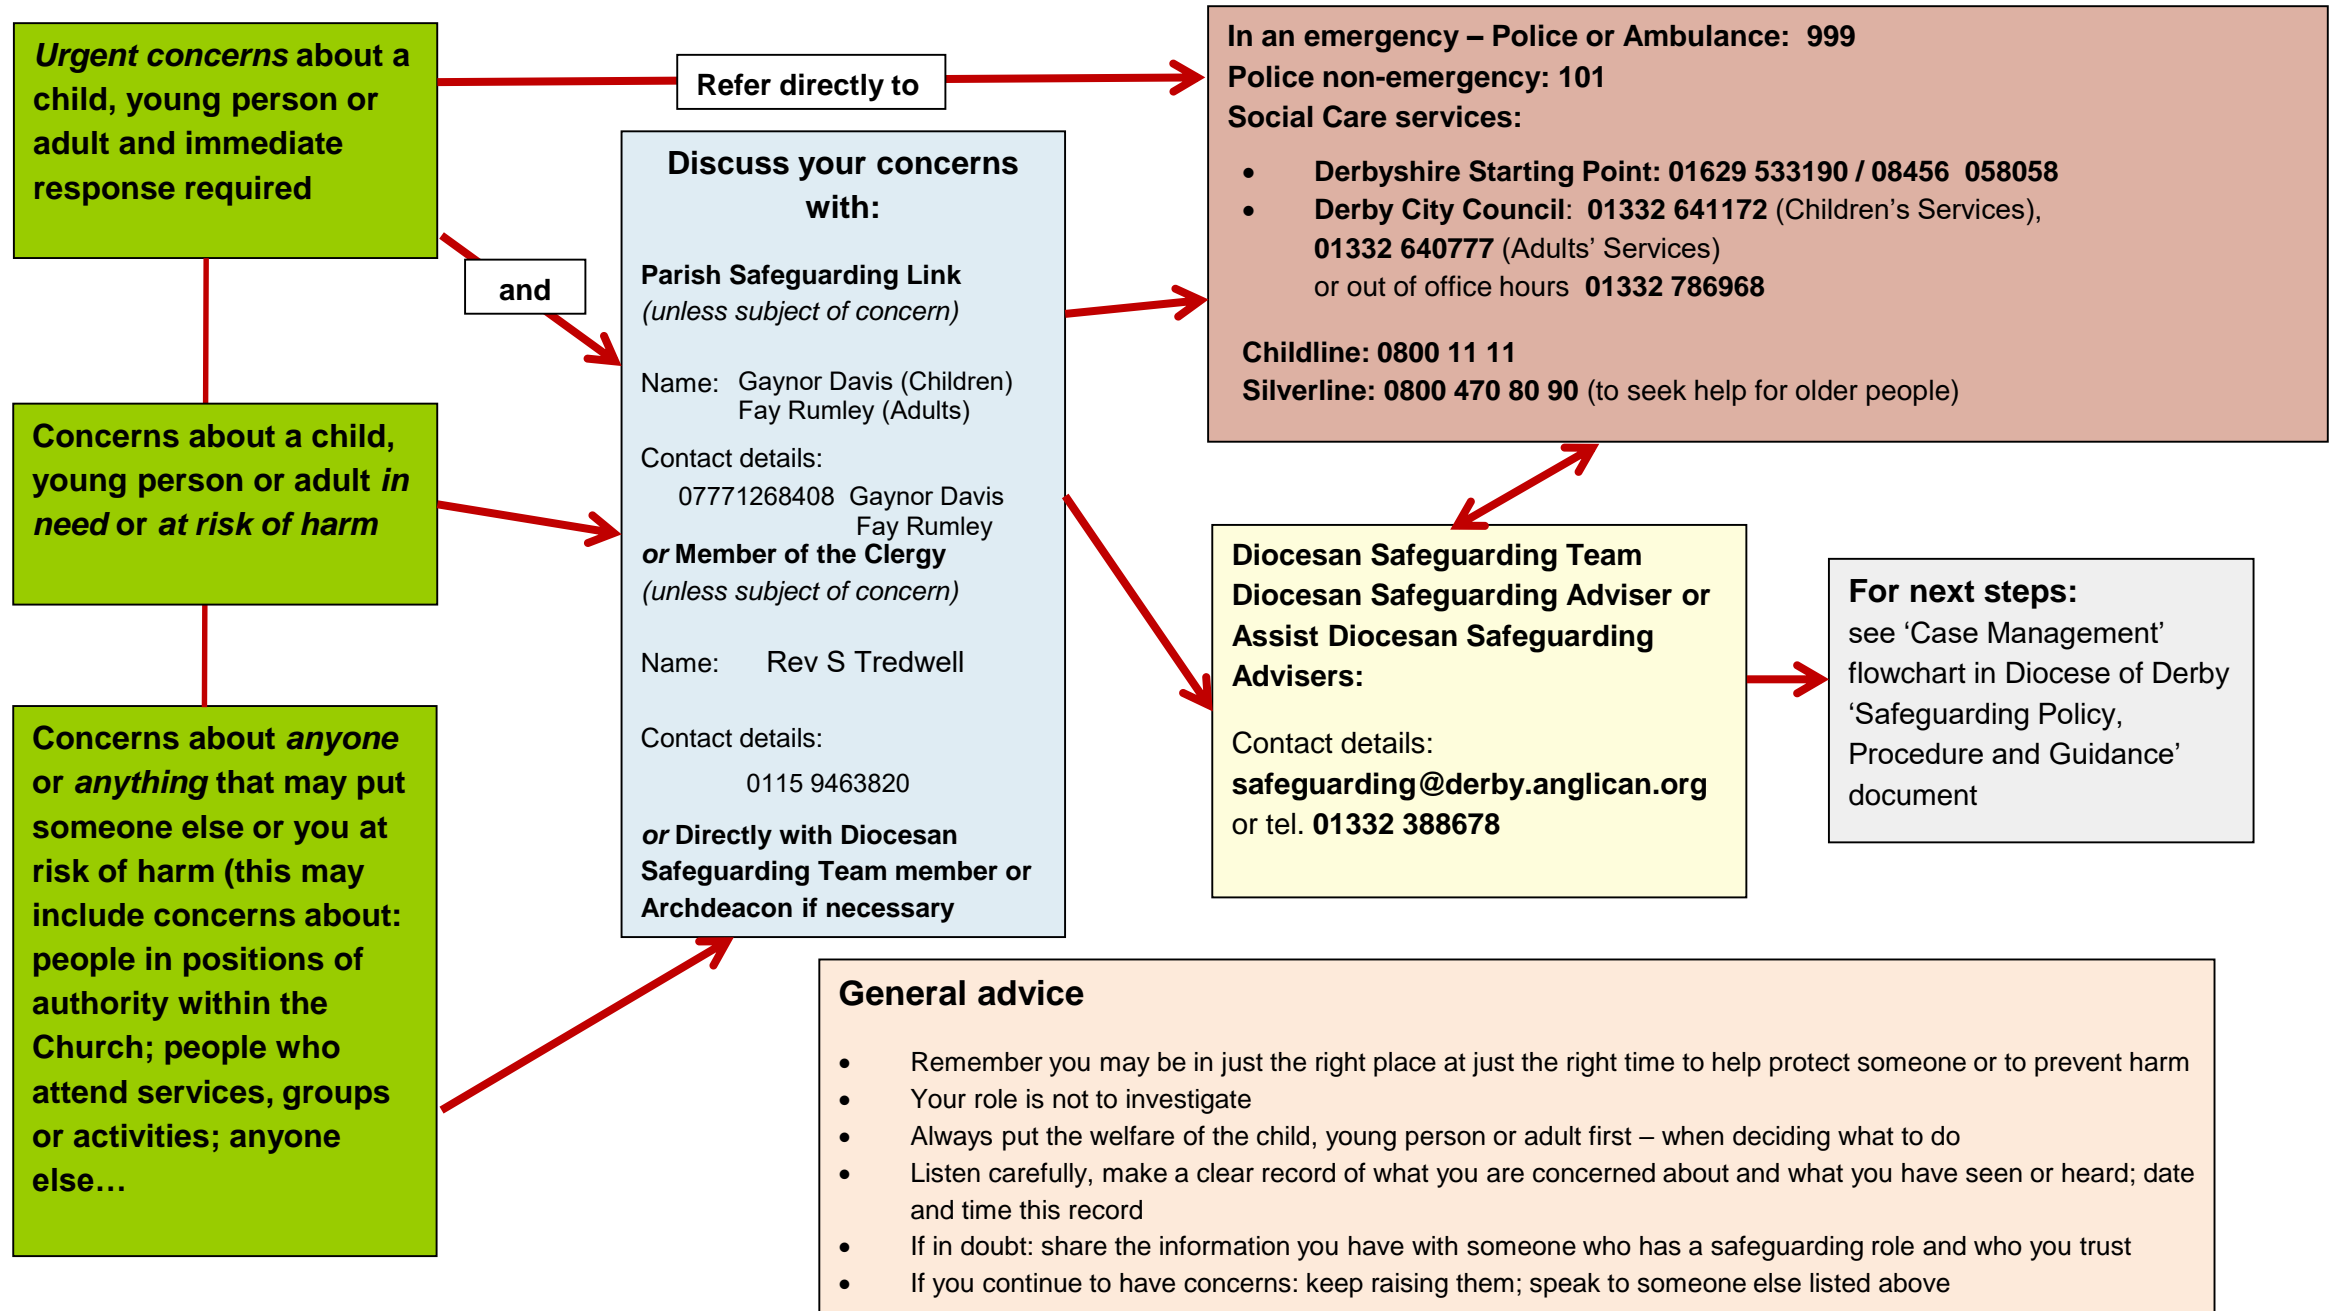 Urgent concerns about a
child, young person or
adult and immediate
response required
Refer directly to
and
Concerns about a child,
young person or adult in
need or at risk of harm
Concerns about anyone
or anything that may put
someone else or you at
risk of harm (this may
include concerns about:
people in positions of
authority within the
Church; people who
attend services, groups
or activities; anyone
else…
Discuss your concerns
with:
Parish Safeguarding Link
(unless subject of concern)
Name: Gaynor Davis (Children)
Fay Rumley (Adults)
Contact details:
07771268408 Gaynor Davis
Fay Rumley
or Member of the Clergy
(unless subject of concern)
Name: Rev S Tredwell
Contact details:
0115 9463820
or Directly with Diocesan
Safeguarding Team member or
Archdeacon if necessary
In an emergency – Police or Ambulance: 999
Police non-emergency: 101
Social Care services:
• Derbyshire Starting Point: 01629 533190 / 08456 058058
• Derby City Council: 01332 641172 (Children’s Services),
01332 640777 (Adults’ Services)
or out of office hours 01332 786968
Childline: 0800 11 11
Silverline: 0800 470 80 90 (to seek help for older people)
Diocesan Safeguarding Team
Diocesan Safeguarding Adviser or
Assist Diocesan Safeguarding
Advisers:
Contact details:
safeguarding@derby.anglican.org
or tel. 01332 388678
For next steps:
see ‘Case Management’
flowchart in Diocese of Derby
‘Safeguarding Policy,
Procedure and Guidance’
document
General advice
• Remember you may be in just the right place at just the right time to help protect someone or to prevent harm
• Your role is not to investigate
• Always put the welfare of the child, young person or adult first – when deciding what to do
• Listen carefully, make a clear record of what you are concerned about and what you have seen or heard; date
and time this record
• If in doubt: share the information you have with someone who has a safeguarding role and who you trust
• If you continue to have concerns: keep raising them; speak to someone else listed above